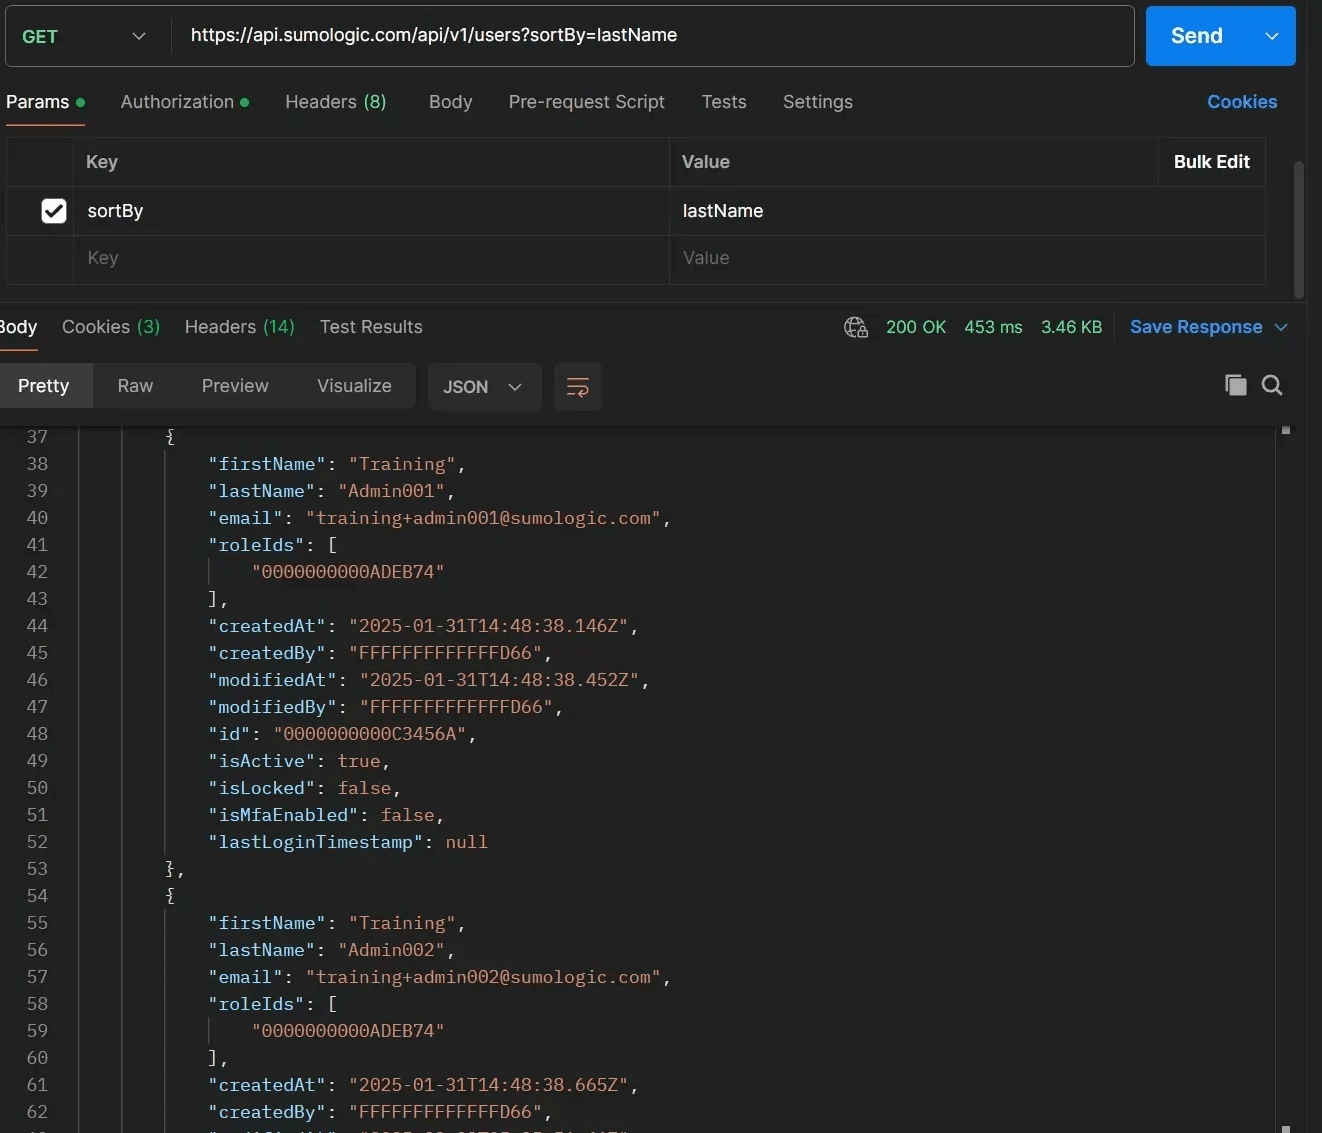 GET https://api.sumologic.com/api/v1/users?sortBy=lastName Send
Params Authorization Headers (8) Body Pre-request Script Tests Settings Cookies
Key Value Bulk Edit
sortBy lastName
Key Value
Body Cookies (3) Headers (14) Test Results 200 OK 453 ms 3.46 KB Save Response
Pretty Raw Preview Visualize JSON
37 {
38 "firstName": "Training",
39 "lastName": "Admin001",
40 "email": "training+admin001@sumologic.com",
41 "roleIds": [
42 "0000000000ADEB74"
43 ],
44 "createdAt": "2025-01-31T14:48:38.146Z",
45 "createdBy": "FFFFFFFFFFFFFD66",
46 "modifiedAt": "2025-01-31T14:48:38.452Z",
47 "modifiedBy": "FFFFFFFFFFFFFD66",
48 "id": "0000000000C3456A",
49 "isActive": true,
50 "isLocked": false,
51 "isMfaEnabled": false,
52 "lastLoginTimestamp": null
53 },
54 {
55 "firstName": "Training",
56 "lastName": "Admin002",
57 "email": "training+admin002@sumologic.com",
58 "roleIds": [
59 "0000000000ADEB74"
60 ],
61 "createdAt": "2025-01-31T14:48:38.665Z",
62 "createdBy": "FFFFFFFFFFFFFD66",